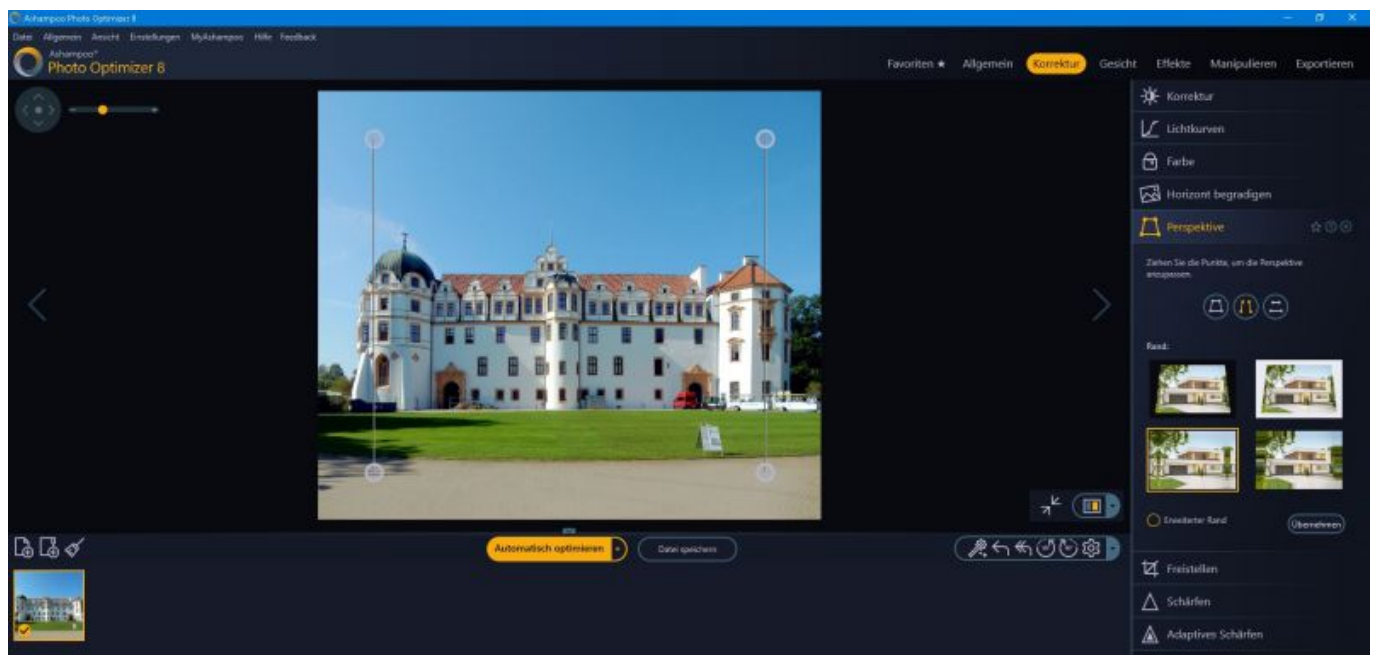 Ashampoo Photo Optimizer 8
Datei Allgemein Ansicht Einstellungen MyAshampoo Hilfe Feedback
Ashampoo®
Photo Optimizer 8
Favoriten ★ Allgemein Korrektur Gesicht Effekte Manipulieren Exportieren
Korrektur
Lichtkurven
Farbe
Horizont begradigen
Perspektive
Ziehen Sie die Punkte, um die Perspektive
anzupassen.
Rand:
Erweiterter Rand
Übernehmen
Automatisch optimieren
Datei speichern
Freistellen
Schärfen
Adaptives Schärfen